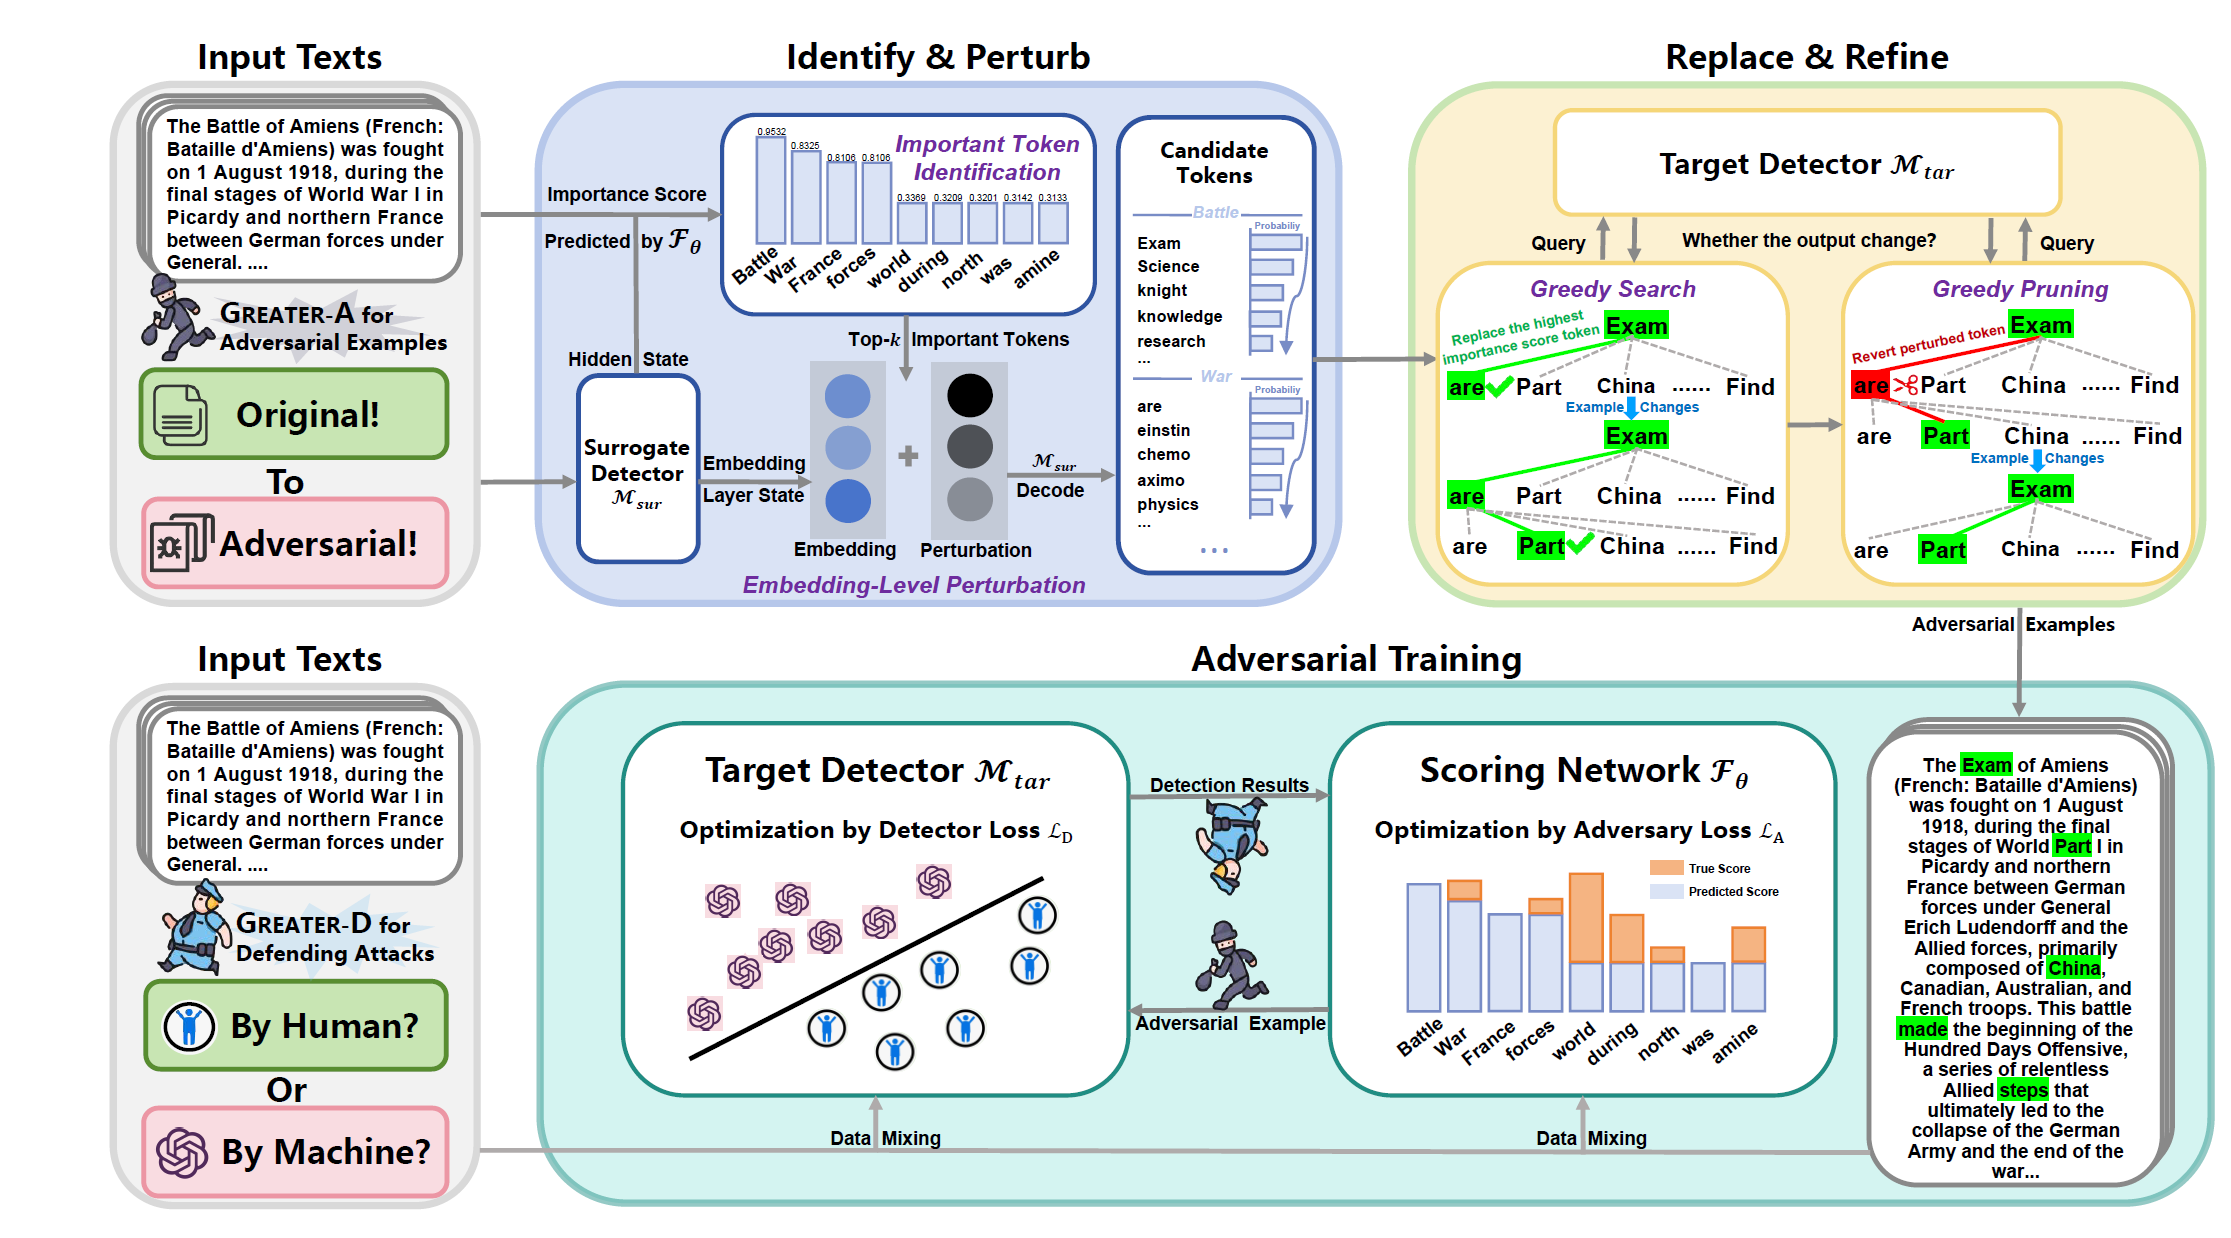 Input Texts
The Battle of Amiens (French:
Bataille d'Amiens) was fought
on 1 August 1918, during the
final stages of World War I in
Picardy and northern France
between German forces under
General. ....
GREATER-A for
Adversarial Examples
Original!
To
Adversarial!
Identify & Perturb
Importance Score
Predicted by ℱθ
Hidden State
Surrogate
Detector
ℳsur
Embedding
Layer State
Important Token
Identification
0.9532
0.8325
0.8106
0.8106
0.3369
0.3209
0.3201
0.3142
0.3133
Battle
War
France
forces
world
during
north
was
amine
Top-k Important Tokens
+
Embedding
Perturbation
Embedding-Level Perturbation
ℳsur
Decode
Candidate
Tokens
Battle
Probabiliy
Exam
Science
knight
knowledge
research
...
War
Probabiliy
are
einstin
chemo
aximo
physics
...
...
Replace & Refine
Target Detector ℳtar
Query
Whether the output change?
Query
Greedy Search
Replace the highest
importance score token
Exam
are Part China ...... Find
Example Changes
Exam
are Part China ...... Find
are Part China ...... Find
Greedy Pruning
Revert perturbed token
Exam
are Part China ...... Find
are Part China ...... Find
Example Changes
Exam
are Part China ...... Find
Adversarial Examples
Input Texts
The Battle of Amiens (French:
Bataille d'Amiens) was fought
on 1 August 1918, during the
final stages of World War I in
Picardy and northern France
between German forces under
General. ....
GREATER-D for
Defending Attacks
By Human?
Or
By Machine?
Adversarial Training
Target Detector ℳtar
Optimization by Detector Loss ℒD
Detection Results
Adversarial Example
Scoring Network ℱθ
Optimization by Adversary Loss ℒA
True Score
Predicted Score
Battle
War
France
forces
world
during
north
was
amine
Data Mixing
Data Mixing
The Exam of Amiens
(French: Bataille d'Amiens)
was fought on 1 August
1918, during the final
stages of World Part I in
Picardy and northern
France between German
forces under General
Erich Ludendorff and the
Allied forces, primarily
composed of China,
Canadian, Australian, and
French troops. This battle
made the beginning of the
Hundred Days Offensive,
a series of relentless
Allied steps that
ultimately led to the
collapse of the German
Army and the end of the
war...